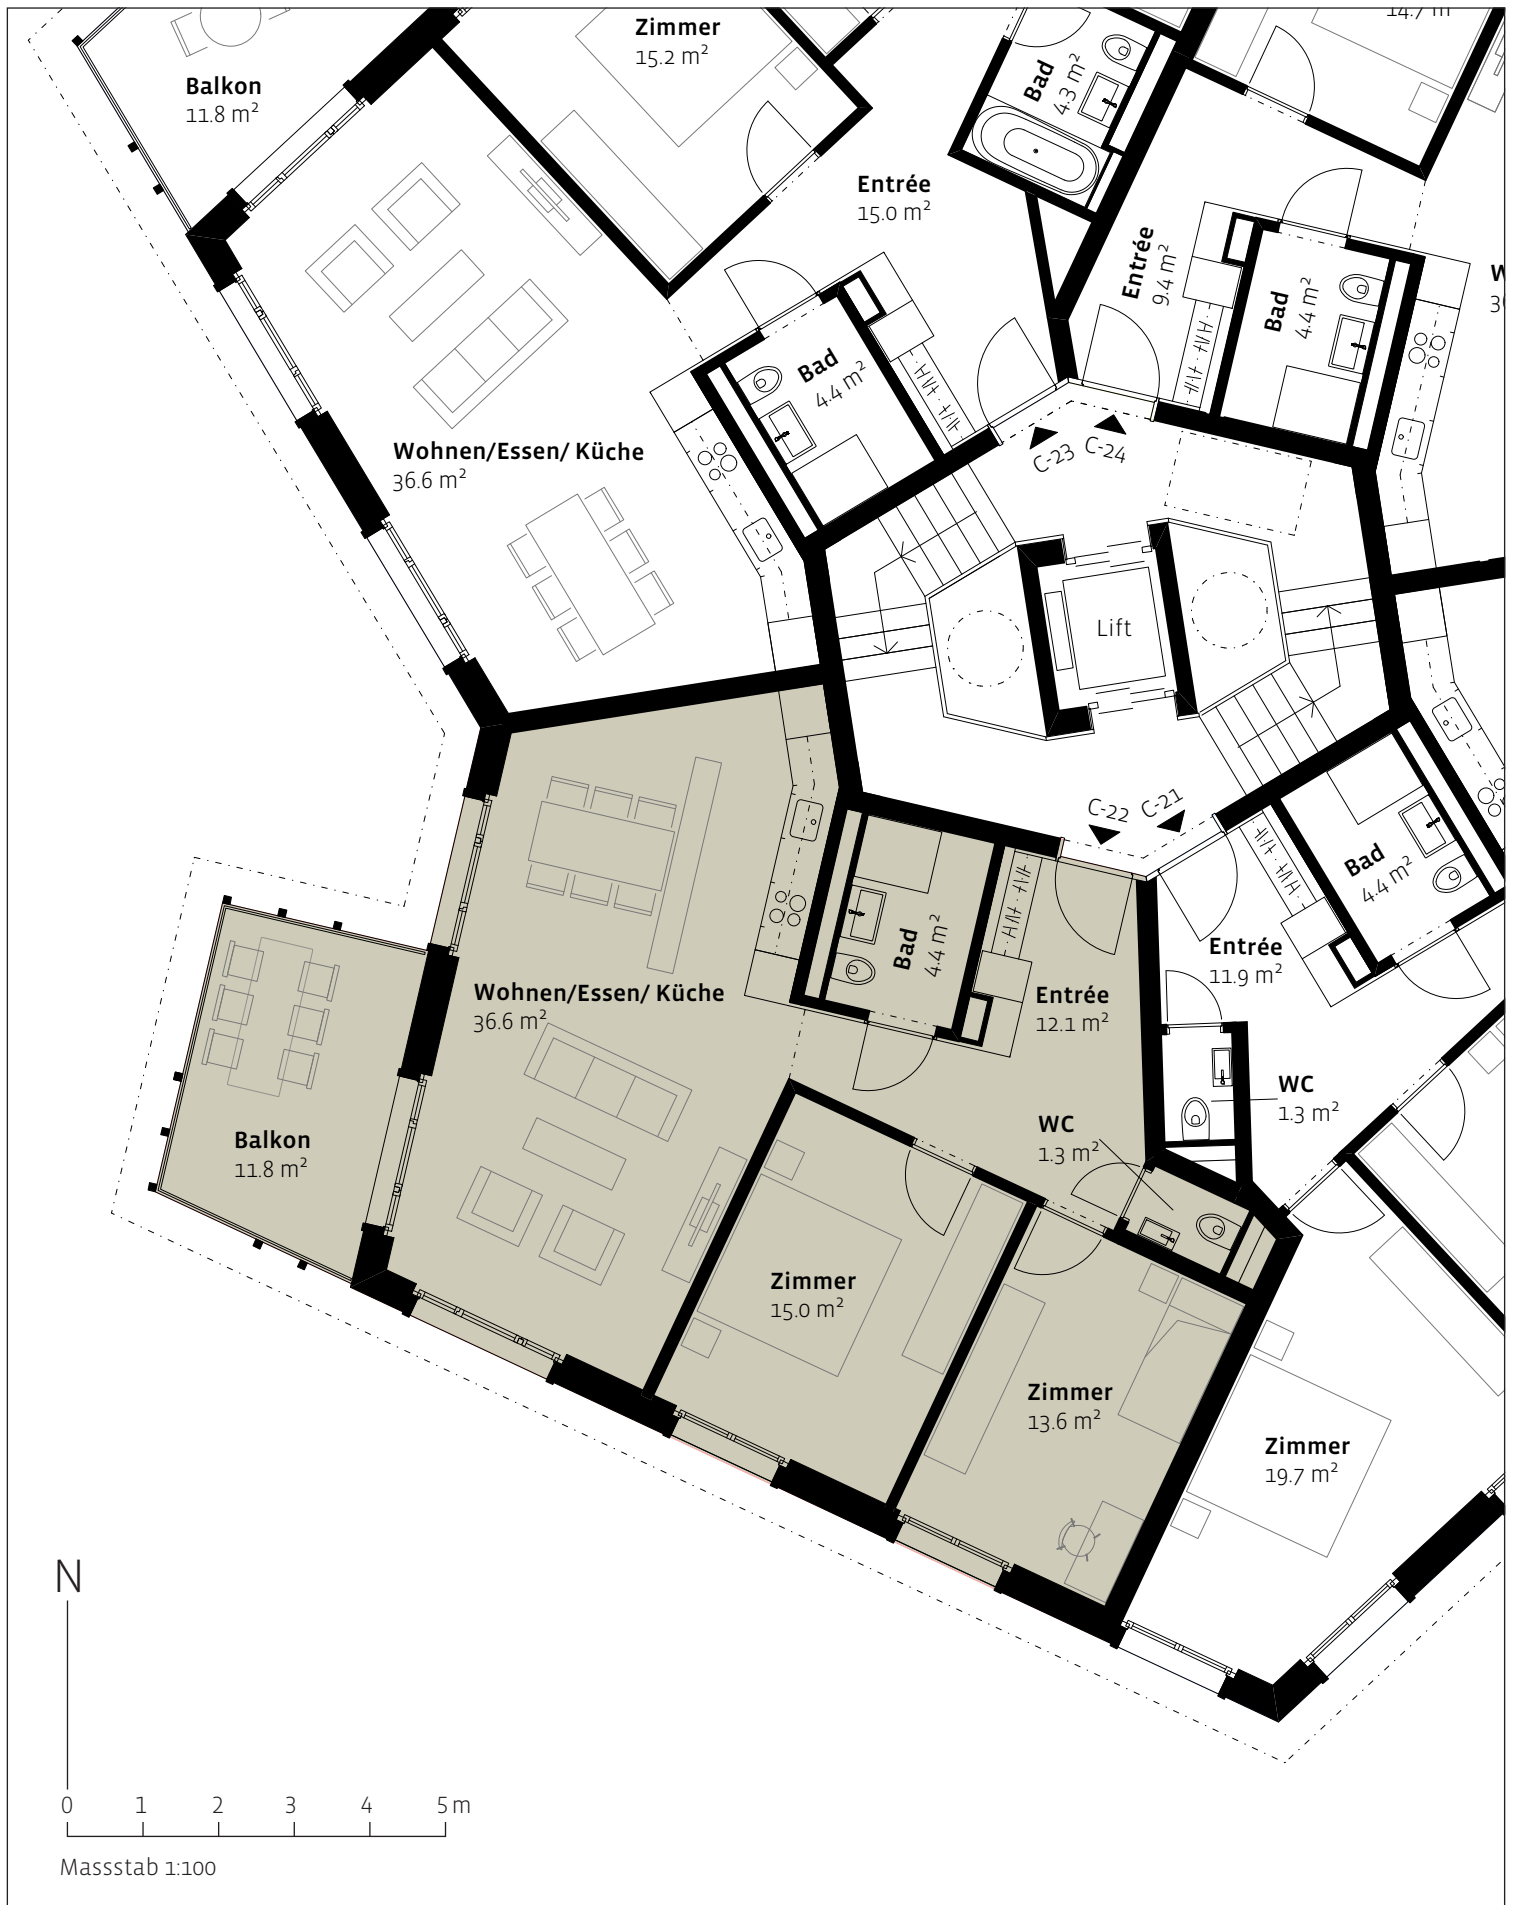 Zimmer
15.2 m²
14.7 m²
Balkon
11.8 m²
Bad
4.3 m²
Entrée
15.0 m²
Entrée
9.4 m²
Bad
4.4 m²
Bad
4.4 m²
Wohnen/Essen/ Küche
36.6 m²
C-23
C-24
Lift
C-22
C-21
Bad
4.4 m²
Bad
4.4 m²
Entrée
11.9 m²
Wohnen/Essen/ Küche
36.6 m²
Entrée
12.1 m²
WC
1.3 m²
WC
1.3 m²
Balkon
11.8 m²
Zimmer
15.0 m²
Zimmer
13.6 m²
Zimmer
19.7 m²
N
0 1 2 3 4 5 m
Massstab 1:100